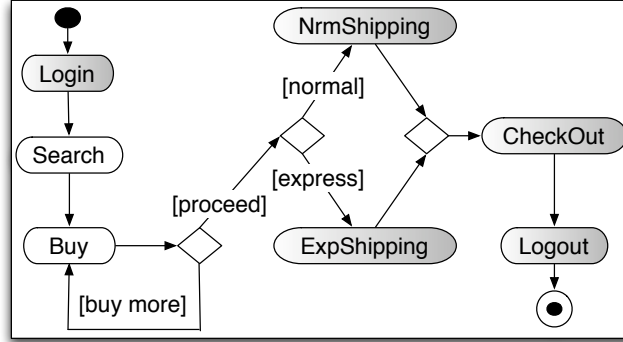 Login
Search
Buy
[buy more]
[proceed]
[normal]
[express]
NrmShipping
ExpShipping
CheckOut
Logout